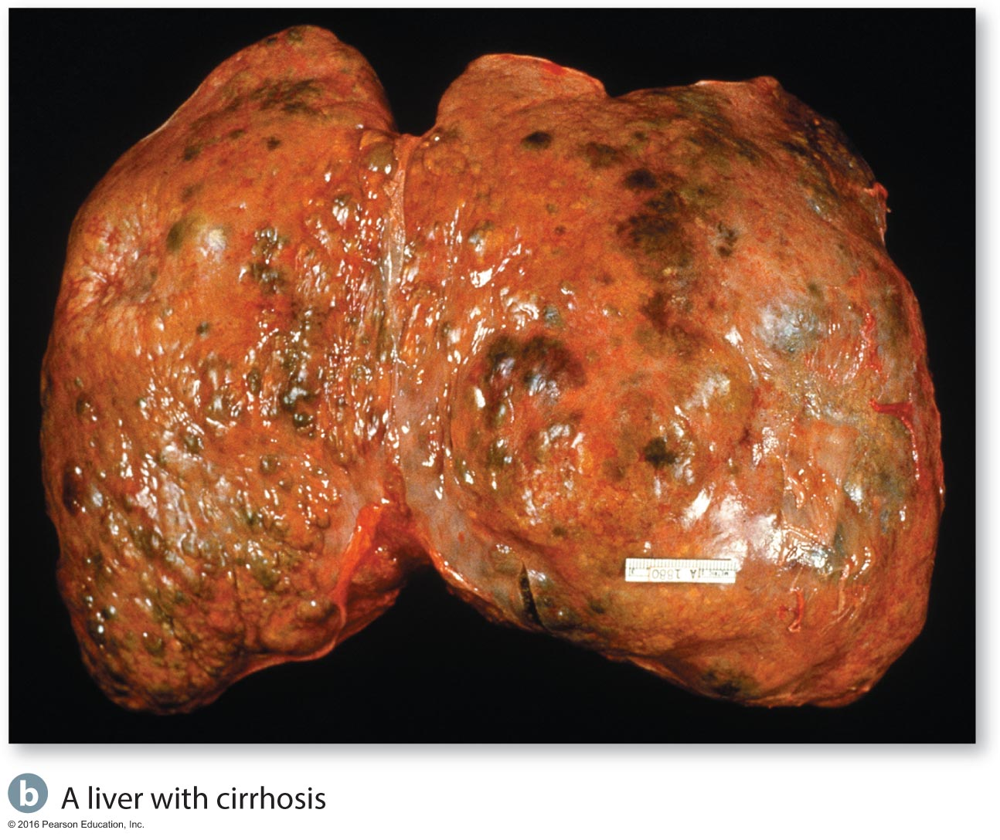 b A liver with cirrhosis
© 2016 Pearson Education, Inc.